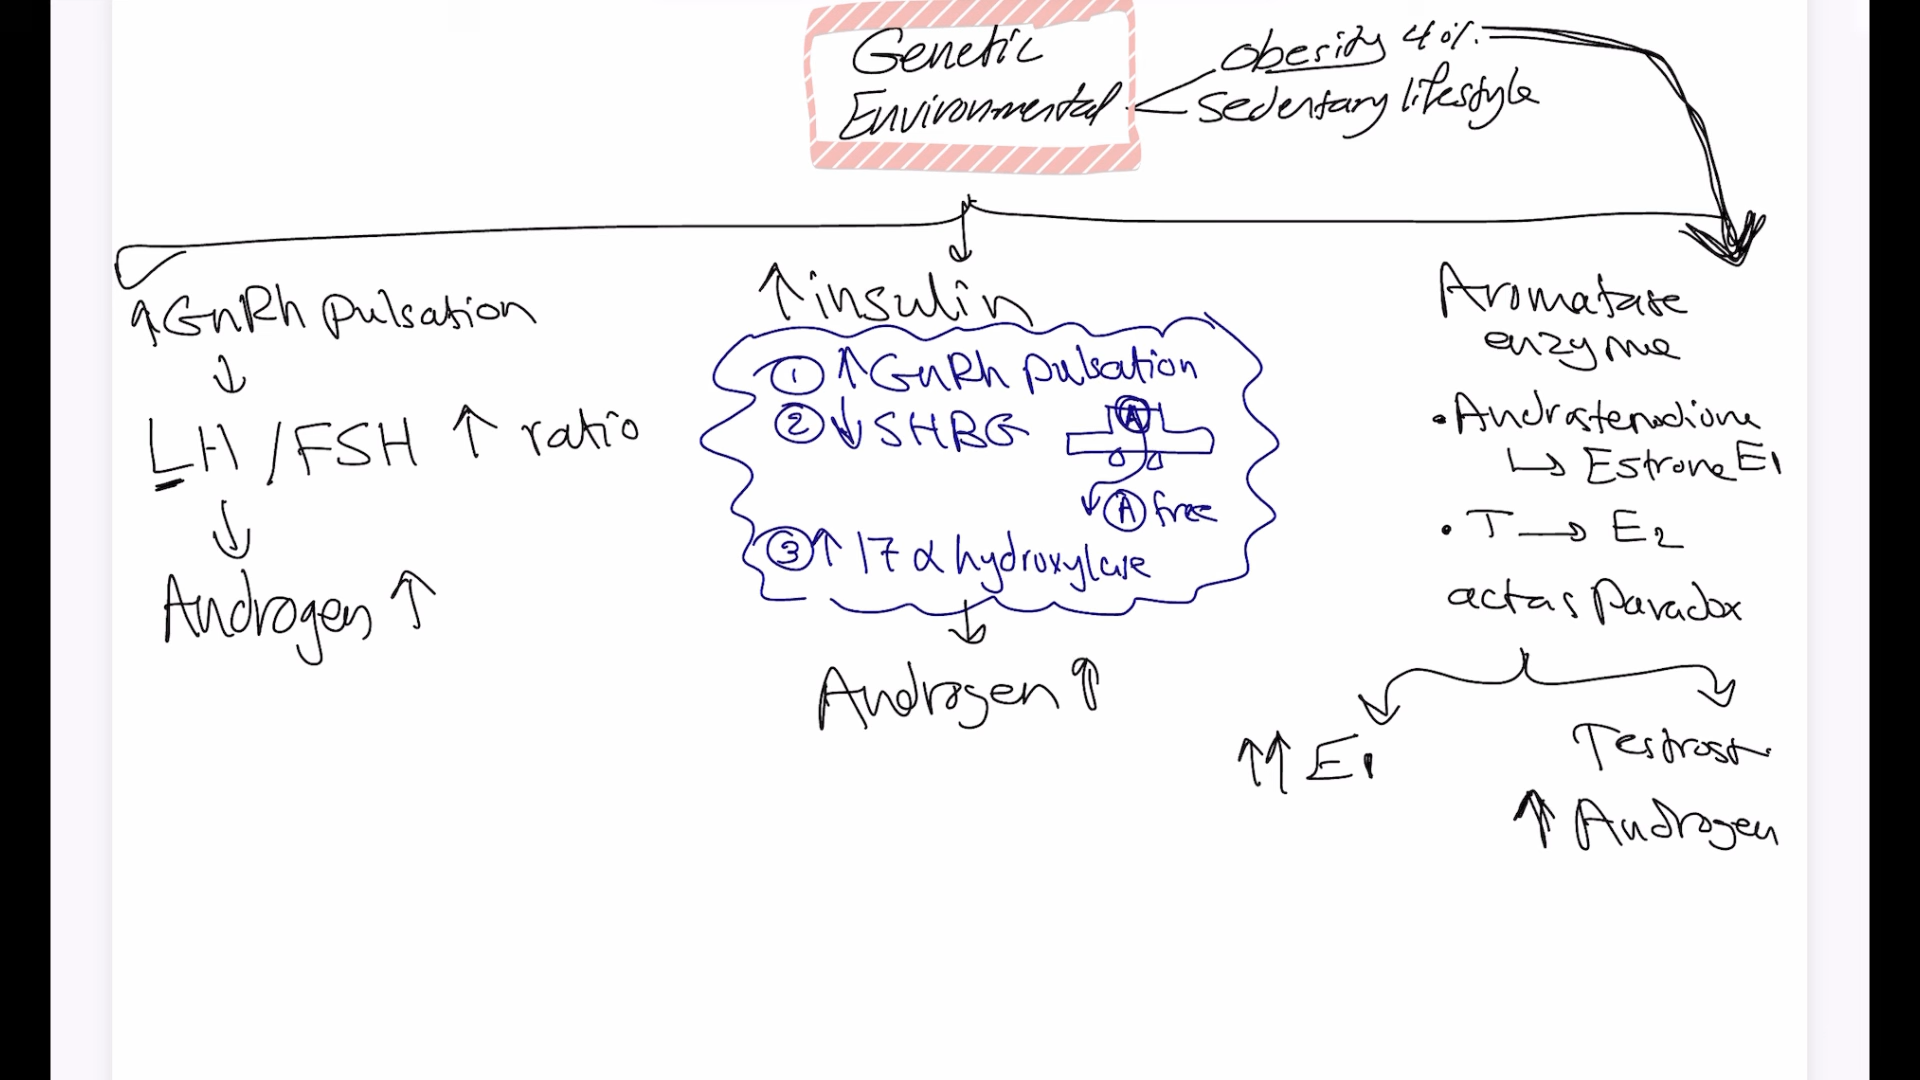 Genetic
Environmental
obesity 40%
Sedentary lifestyle
↑GnRh pulsation
↓
LH / FSH ↑ ratio
↓
Androgen ↑
↑ insulin
① ↑ GnRh pulsation
② ↓ SHBG
A
A free
③ ↑ 17 α hydroxylase
↓
Androgen ↑
Aromatase
enzyme
• Androstenodione
↳ Estrone E1
• T → E2
act as Paradox
↑↑ E1
Testrost
↑ Androgen